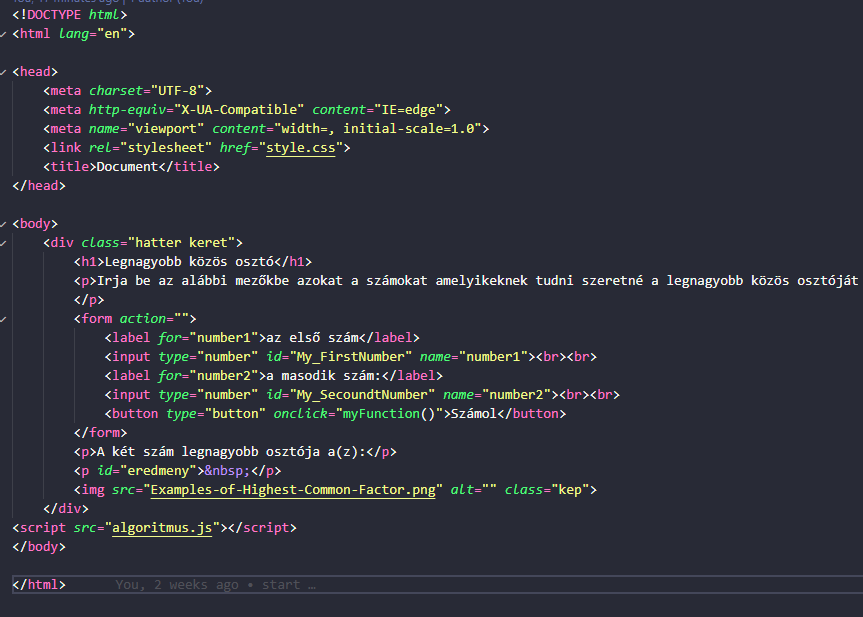 <!DOCTYPE html>
<html lang="en">
<head>
<meta charset="UTF-8">
<meta http-equiv="X-UA-Compatible" content="IE=edge">
<meta name="viewport" content="width=, initial-scale=1.0">
<link rel="stylesheet" href="style.css">
<title>Document</title>
</head>
<body>
<div class="hatter keret">
<h1>Legnagyobb közös osztó</h1>
<p>Irja be az alábbi mezőkbe azokat a számokat amelyikeknek tudni szeretné a legnagyobb közös osztóját
</p>
<form action="">
<label for="number1">az első szám</label>
<input type="number" id="My_FirstNumber" name="number1"><br><br>
<label for="number2">a masodik szám:</label>
<input type="number" id="My_SecoundtNumber" name="number2"><br><br>
<button type="button" onclick="myFunction()">Számol</button>
</form>
<p>A két szám legnagyobb osztója a(z):</p>
<p id="eredmeny">&nbsp;</p>
<img src="Examples-of-Highest-Common-Factor.png" alt="" class="kep">
</div>
<script src="algoritmus.js"></script>
</body>
</html> You, 2 weeks ago • start …